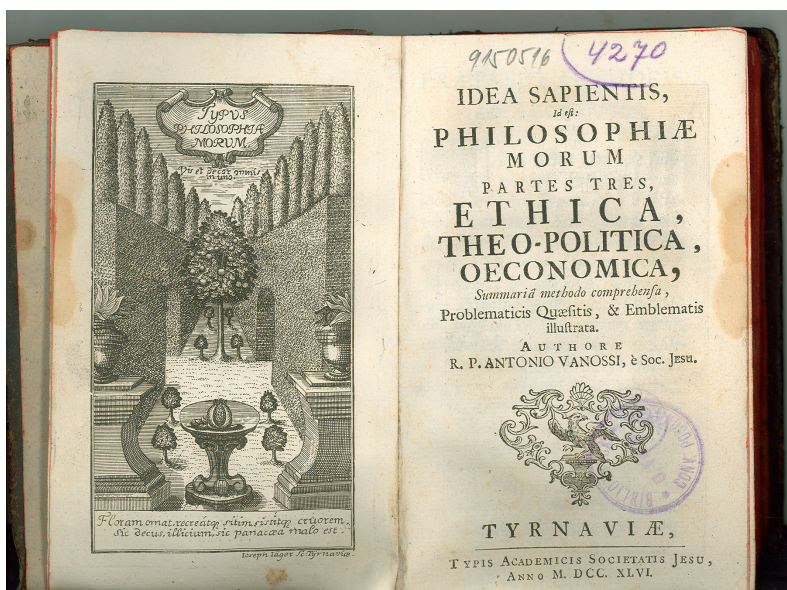 TYPUS
PHILOSOPHIÆ
MORUM.
Vis et decor omnis
in uno.
Floram ornat, recreatq, sitim, sistitq, cruorem,
Sic decus, illicium, sic panacæa malo est.
Ioseph Iager Sc: Tyrnaviæ.
9150516
4270
IDEA SAPIENTIS,
Id eſt:
PHILOSOPHIÆ
MORUM
PARTES TRES,
ETHICA,
THEO-POLITICA,
OECONOMICA,
Summariâ methodo comprehenſa,
Problematicis Quæſitis, & Emblematis
illuſtrata.
AUTHORE
R. P. ANTONIO VANOSSI, è Soc. Jesu.
TYRNAVIÆ,
TYPIS ACADEMICIS SOCIETATIS JESU,
ANNO M. DCC. XLVI.